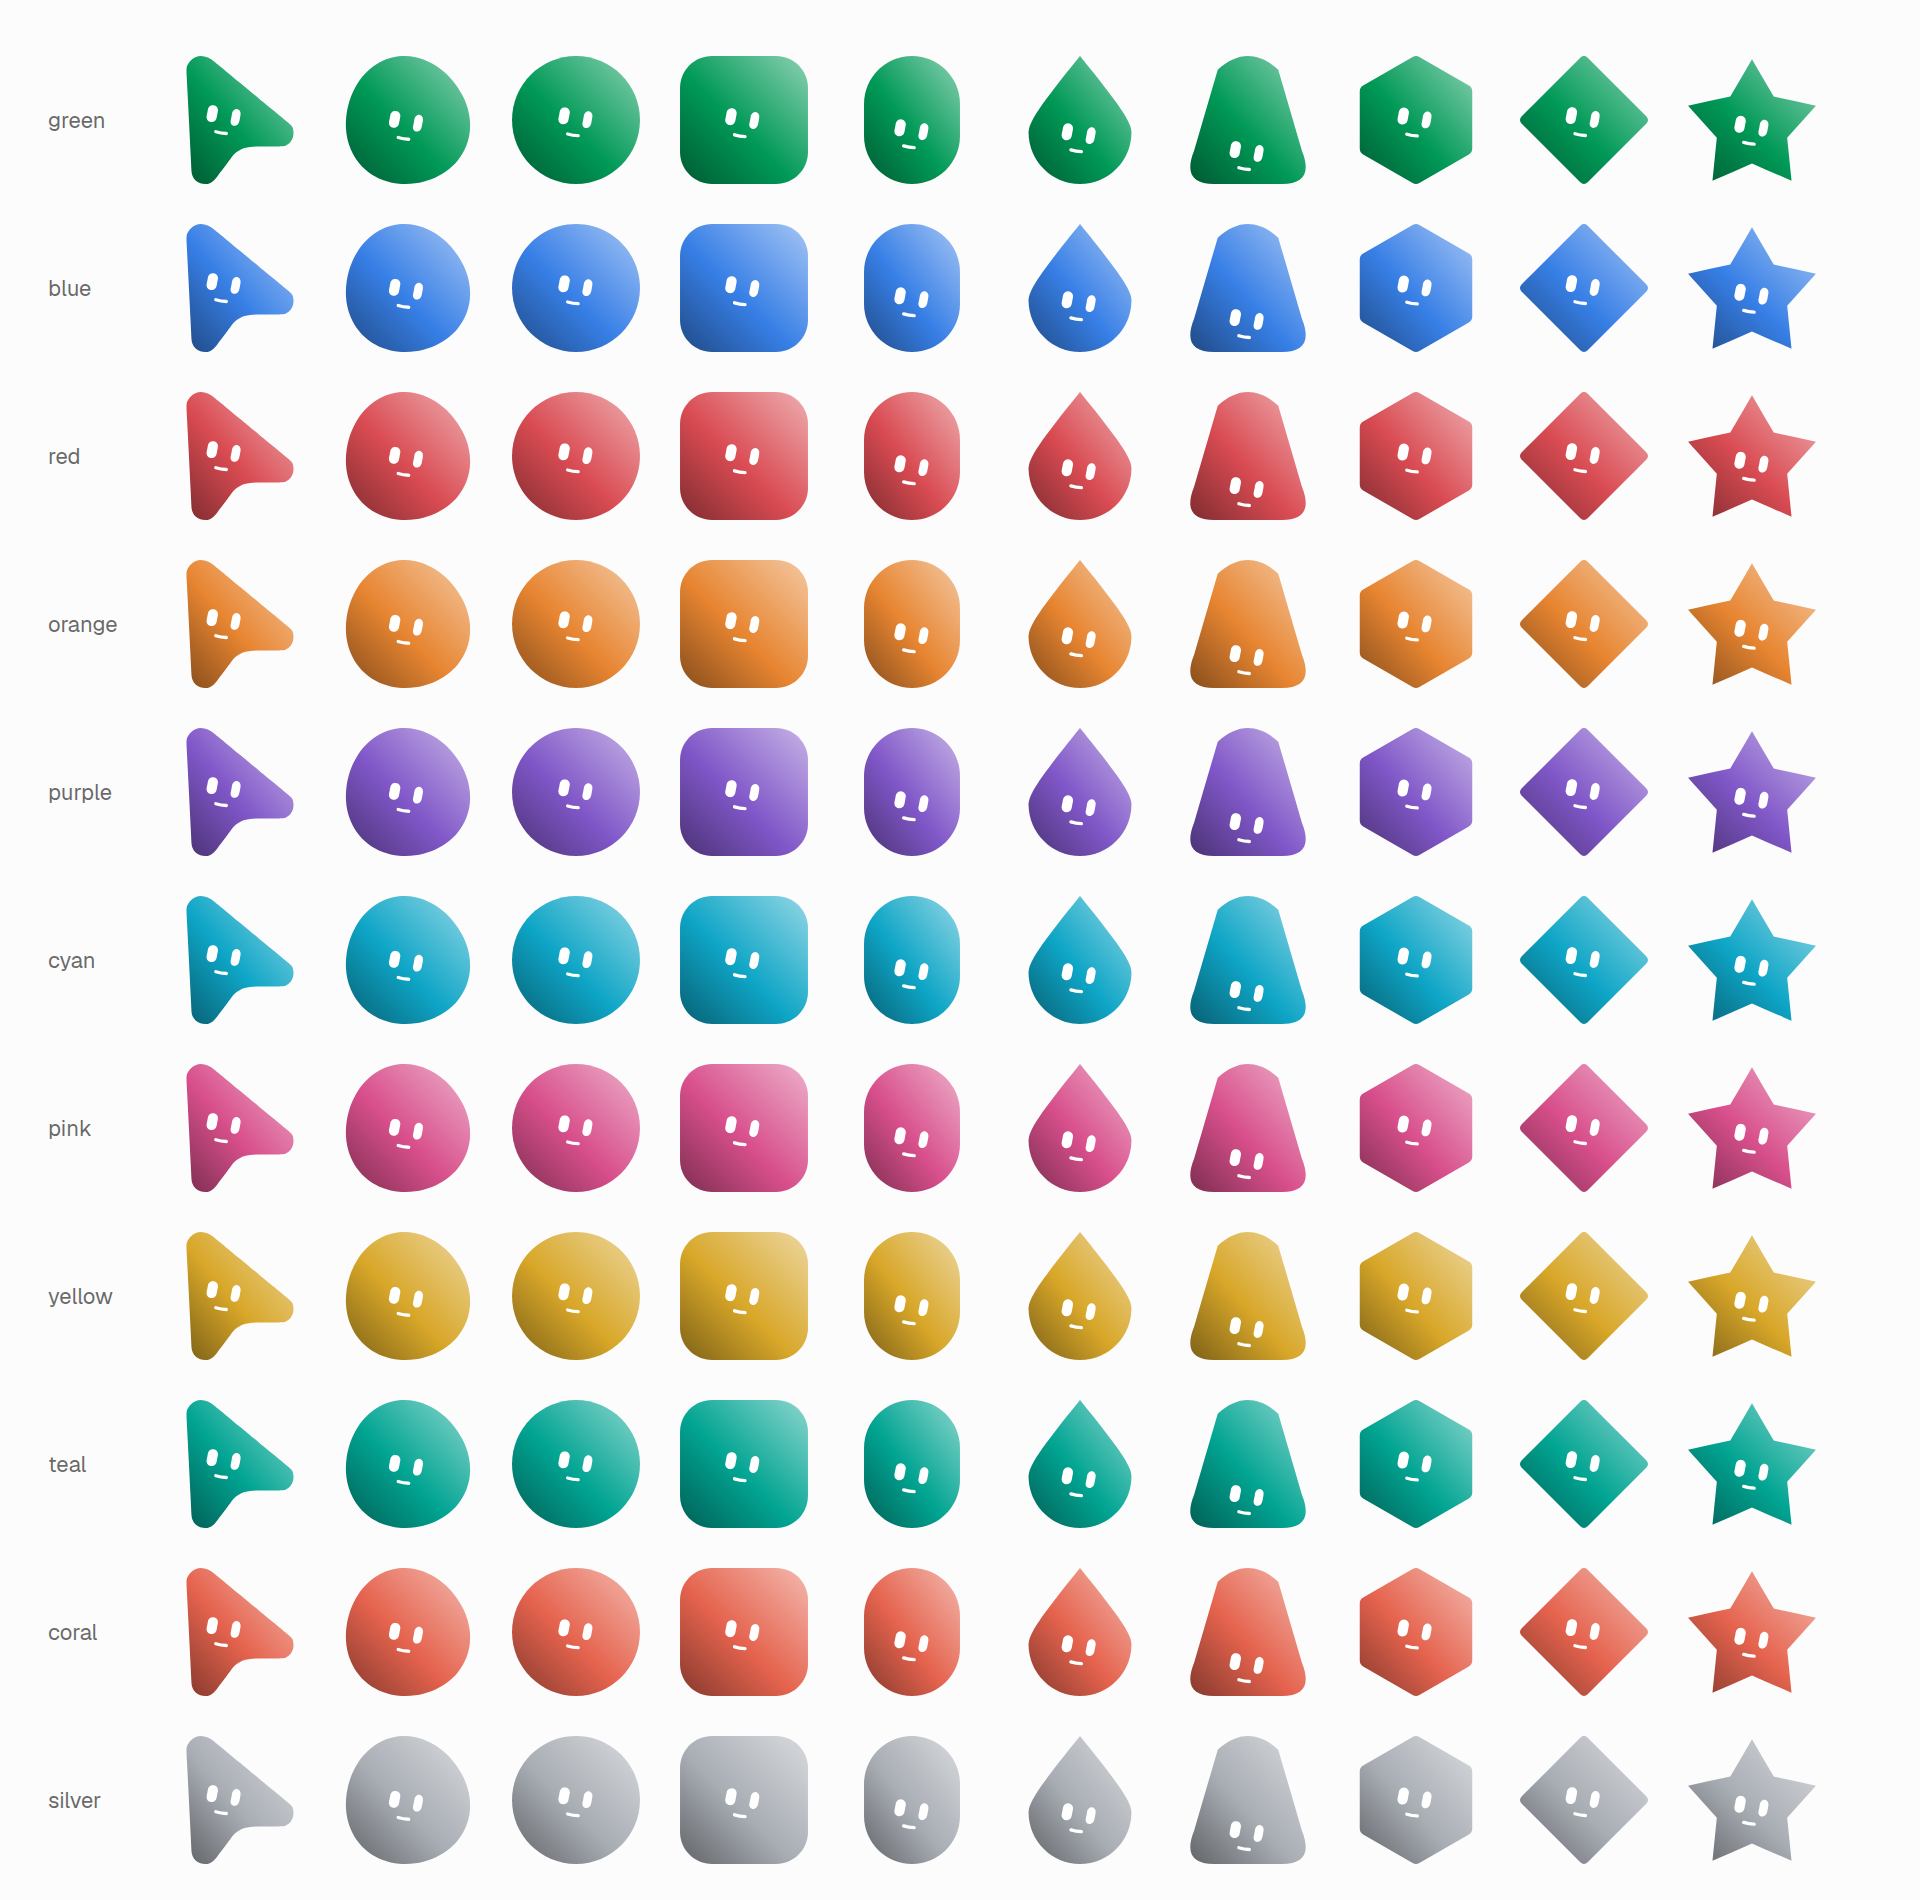 green
blue
red
orange
purple
cyan
pink
yellow
teal
coral
silver